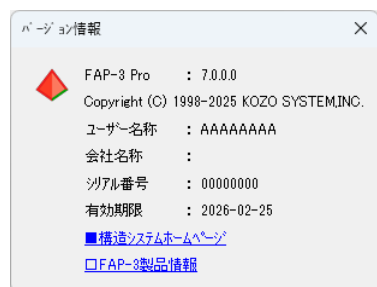 ﾊﾞｰｼﾞｮﾝ情報
FAP-3 Pro : 7.0.0.0
Copyright (C) 1998-2025 KOZO SYSTEM,INC.
ﾕｰｻﾞｰ名称 : AAAAAAAA
会社名称 :
ｼﾘｱﾙ番号 : 00000000
有効期限 : 2026-02-25
■構造ｼｽﾃﾑﾎｰﾑﾍﾟｰｼﾞ
□FAP-3製品情報